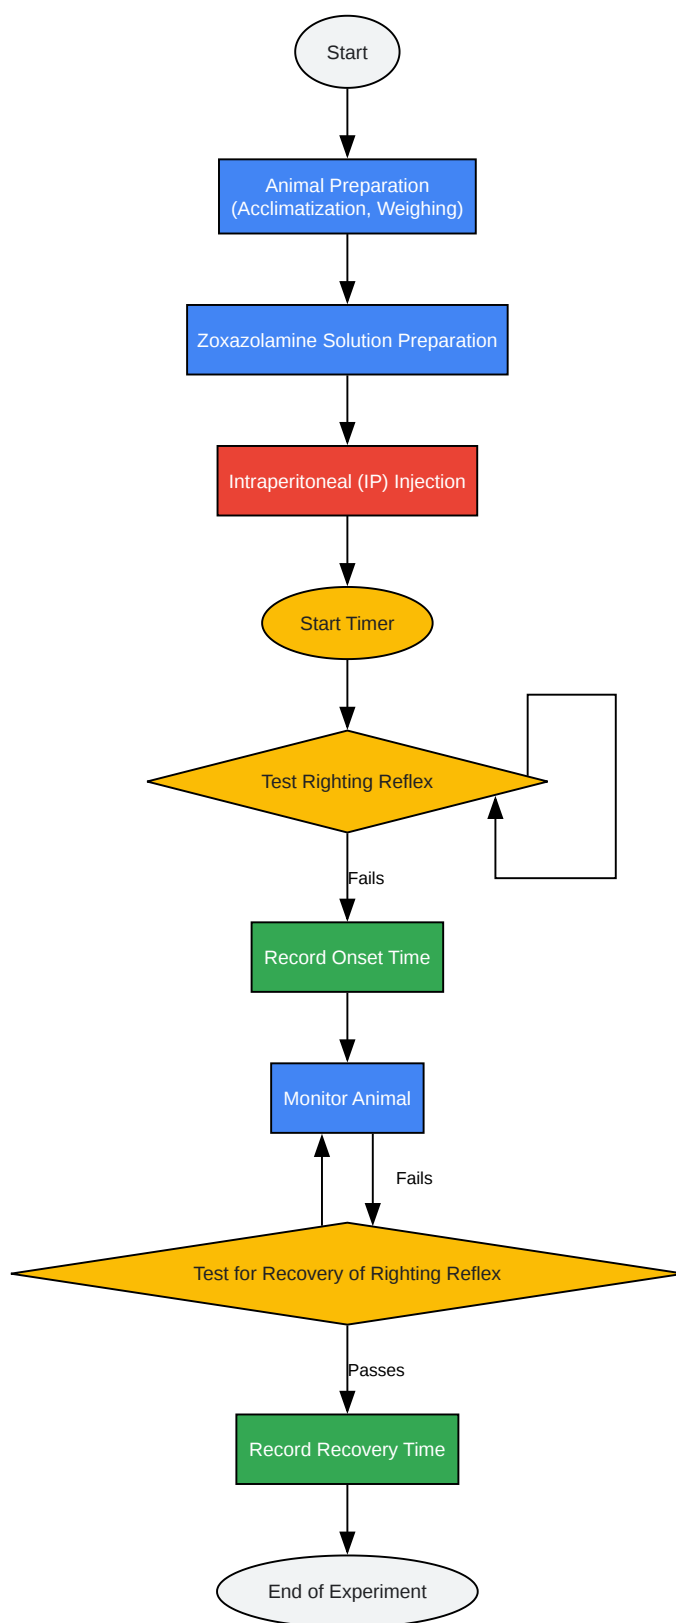 Start
Animal Preparation
(Acclimatization, Weighing)
Zoxazolamine Solution Preparation
Intraperitoneal (IP) Injection
Start Timer
Test Righting Reflex
Fails
Record Onset Time
Monitor Animal
Fails
Test for Recovery of Righting Reflex
Passes
Record Recovery Time
End of Experiment